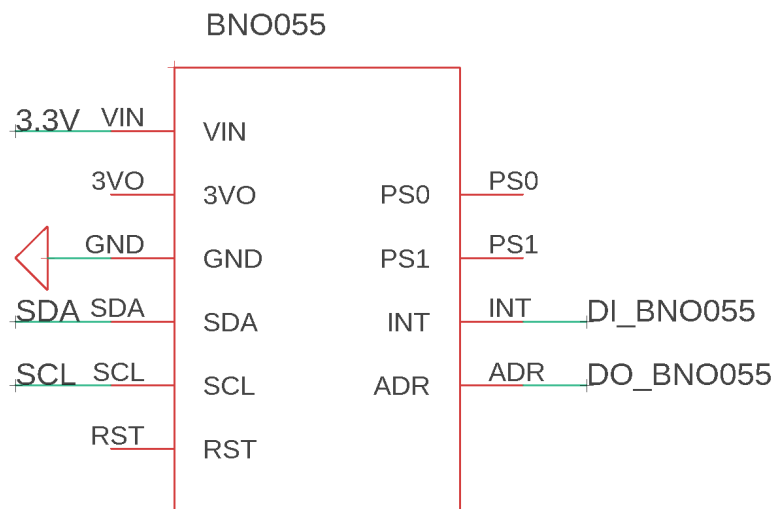 BNO055
3.3V VIN VIN
3VO 3VO PS0 PS0
GND GND PS1 PS1
SDA SDA SDA INT INT DI_BNO055
SCL SCL SCL ADR ADR DO_BNO055
RST RST